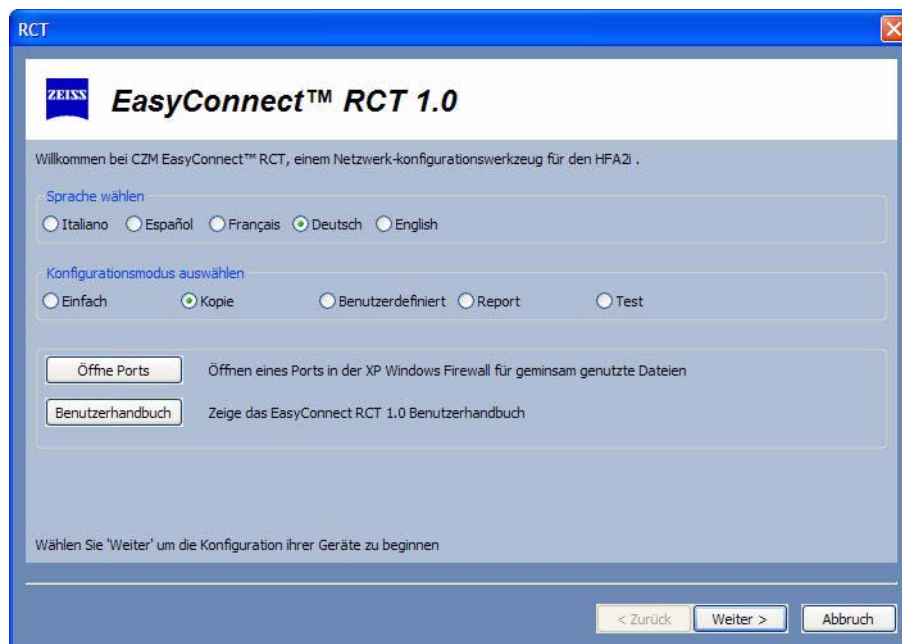 RCT
ZEISS
EasyConnect™ RCT 1.0
Willkommen bei CZM EasyConnect™ RCT, einem Netzwerk-konfigurationswerkzeug für den HFA2i .
Sprache wählen
Italiano Español Français Deutsch English
Konfigurationsmodus auswählen
Einfach Kopie Benutzerdefiniert Report Test
Öffne Ports Öffnen eines Ports in der XP Windows Firewall für geminsam genutzte Dateien
Benutzerhandbuch Zeige das EasyConnect RCT 1.0 Benutzerhandbuch
Wählen Sie 'Weiter' um die Konfiguration ihrer Geräte zu beginnen
< Zurück Weiter > Abbruch